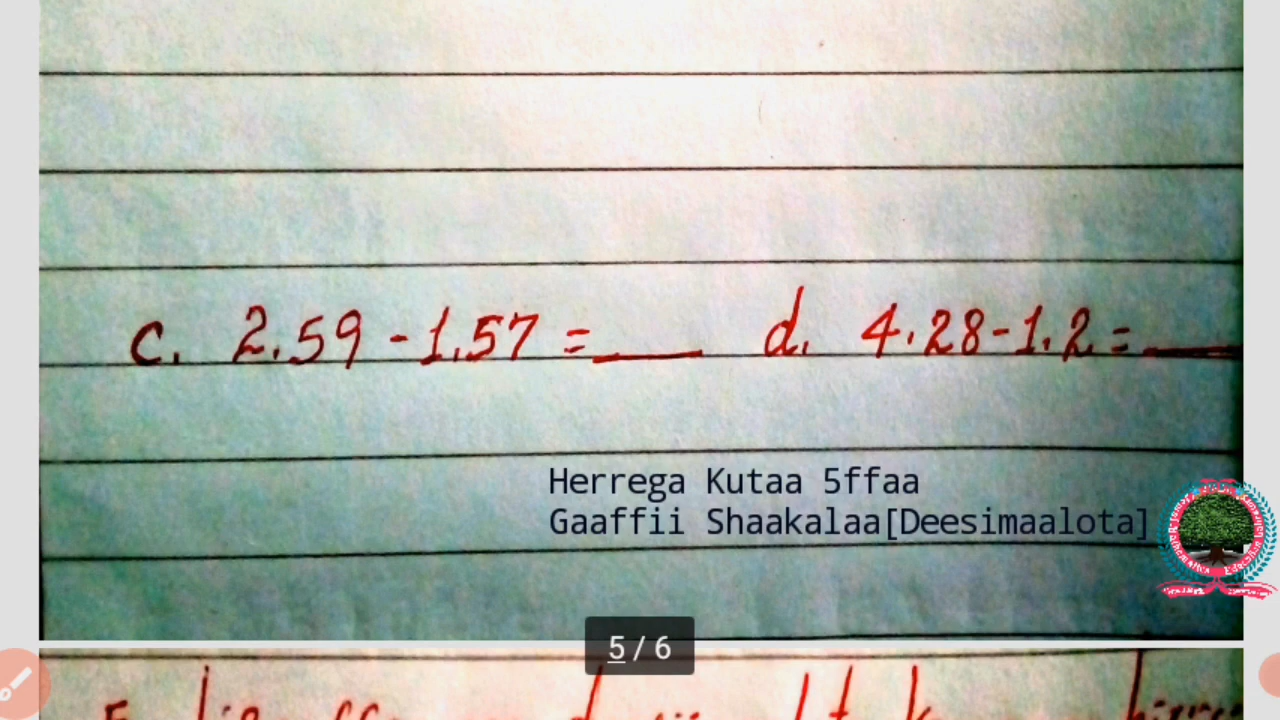 c. 2.59 - 1.57 = ___ d. 4.28 - 1.2 = ___
Herrega Kutaa 5ffaa
Gaaffii Shaakalaa[Deesimaalota]
5 / 6